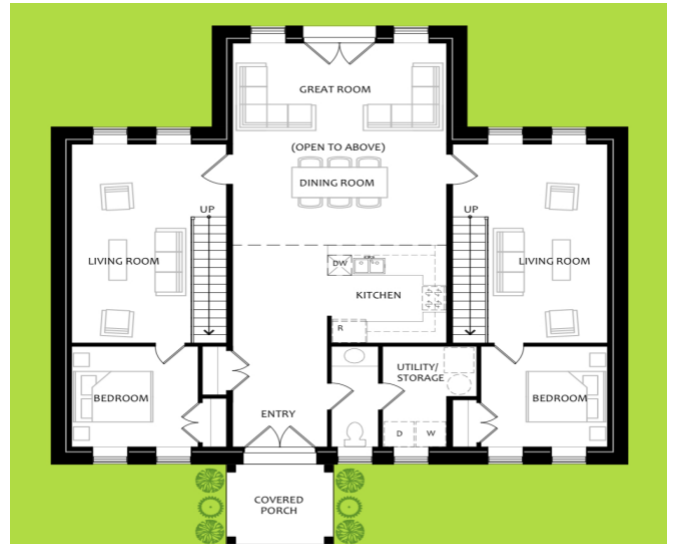 GREAT ROOM
(OPEN TO ABOVE)
DINING ROOM
UP
UP
LIVING ROOM
LIVING ROOM
DW
KITCHEN
R
UTILITY/
STORAGE
BEDROOM
BEDROOM
ENTRY
D
W
COVERED
PORCH